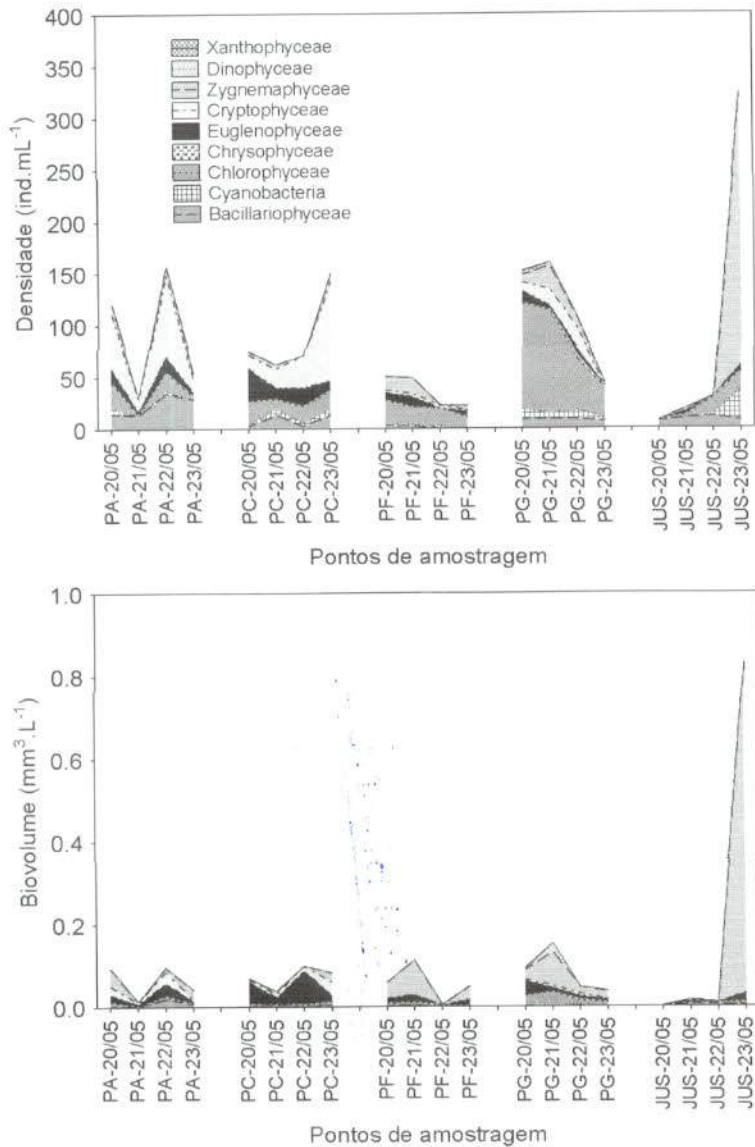 400
350
300
250
200
150
100
50
0
Densidade (ind.mL⁻¹)
Xanthophyceae
Dinophyceae
Zygnemaphyceae
Cryptophyceae
Euglenophyceae
Chrysophyceae
Chlorophyceae
Cyanobacteria
Bacillariophyceae
PA-20/05
PA-21/05
PA-22/05
PA-23/05
PC-20/05
PC-21/05
PC-22/05
PC-23/05
PF-20/05
PF-21/05
PF-22/05
PF-23/05
PG-20/05
PG-21/05
PG-22/05
PG-23/05
JUS-20/05
JUS-21/05
JUS-22/05
JUS-23/05
Pontos de amostragem
1.0
0.8
0.6
0.4
0.2
0.0
Biovolume (mm³.L⁻¹)
PA-20/05
PA-21/05
PA-22/05
PA-23/05
PC-20/05
PC-21/05
PC-22/05
PC-23/05
PF-20/05
PF-21/05
PF-22/05
PF-23/05
PG-20/05
PG-21/05
PG-22/05
PG-23/05
JUS-20/05
JUS-21/05
JUS-22/05
JUS-23/05
Pontos de amostragem